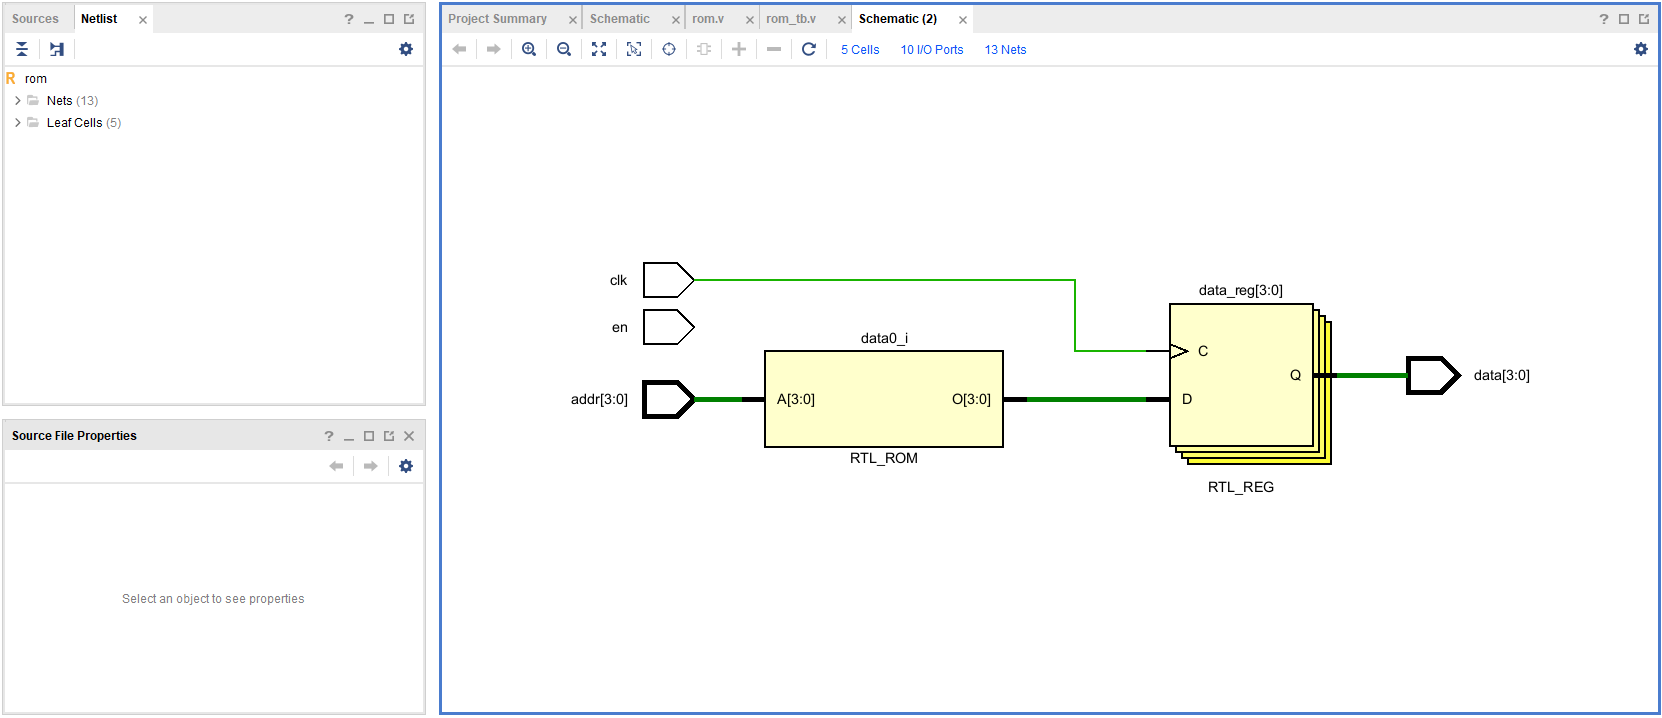 Sources
Netlist
rom
Nets (13)
Leaf Cells (5)
Source File Properties
Select an object to see properties
Project Summary
Schematic
rom.v
rom_tb.v
Schematic (2)
5 Cells
10 I/O Ports
13 Nets
clk
en
addr[3:0]
data0_i
A[3:0]
O[3:0]
RTL_ROM
data_reg[3:0]
C
Q
D
RTL_REG
data[3:0]